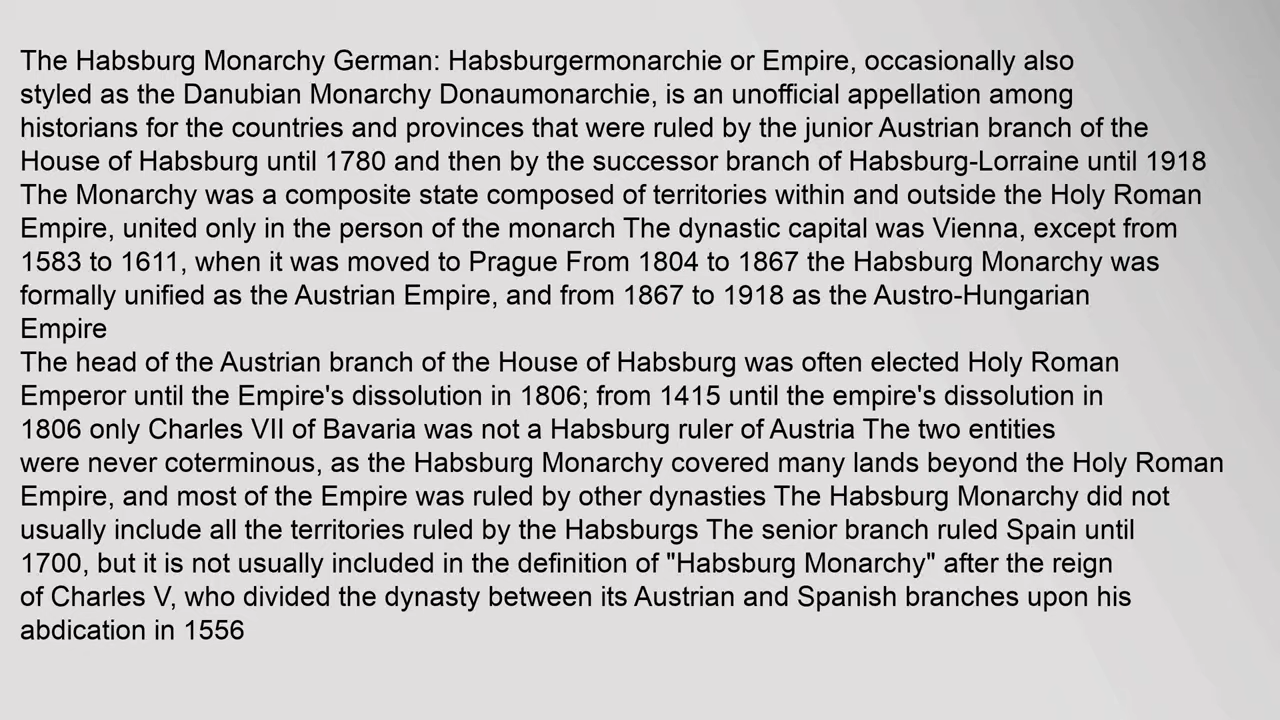 The Habsburg Monarchy German: Habsburgermonarchie or Empire, occasionally also
styled as the Danubian Monarchy Donaumonarchie, is an unofficial appellation among
historians for the countries and provinces that were ruled by the junior Austrian branch of the
House of Habsburg until 1780 and then by the successor branch of Habsburg-Lorraine until 1918
The Monarchy was a composite state composed of territories within and outside the Holy Roman
Empire, united only in the person of the monarch The dynastic capital was Vienna, except from
1583 to 1611, when it was moved to Prague From 1804 to 1867 the Habsburg Monarchy was
formally unified as the Austrian Empire, and from 1867 to 1918 as the Austro-Hungarian
Empire
The head of the Austrian branch of the House of Habsburg was often elected Holy Roman
Emperor until the Empire's dissolution in 1806; from 1415 until the empire's dissolution in
1806 only Charles VII of Bavaria was not a Habsburg ruler of Austria The two entities
were never coterminous, as the Habsburg Monarchy covered many lands beyond the Holy Roman
Empire, and most of the Empire was ruled by other dynasties The Habsburg Monarchy did not
usually include all the territories ruled by the Habsburgs The senior branch ruled Spain until
1700, but it is not usually included in the definition of "Habsburg Monarchy" after the reign
of Charles V, who divided the dynasty between its Austrian and Spanish branches upon his
abdication in 1556